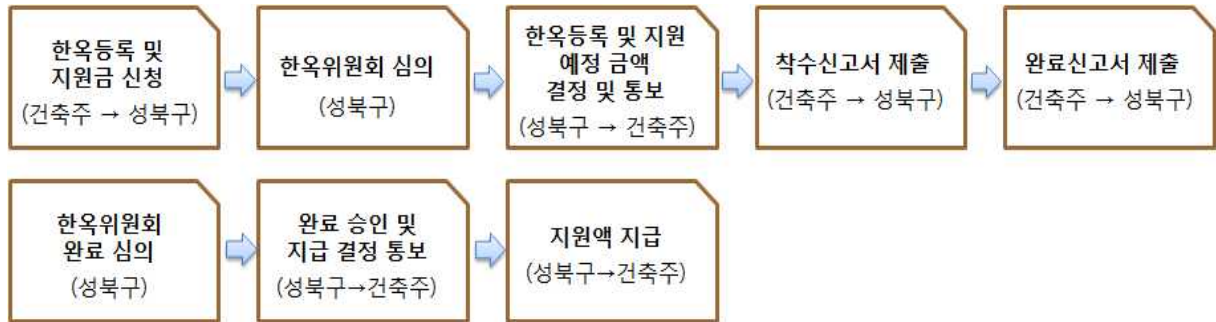 한옥등록 및
지원금 신청
(건축주 → 성북구)
한옥위원회 심의
(성북구)
한옥등록 및 지원
예정 금액
결정 및 통보
(성북구 → 건축주)
착수신고서 제출
(건축주 → 성북구)
완료신고서 제출
(건축주 → 성북구)
한옥위원회
완료 심의
(성북구)
완료 승인 및
지급 결정 통보
(성북구→건축주)
지원액 지급
(성북구→건축주)